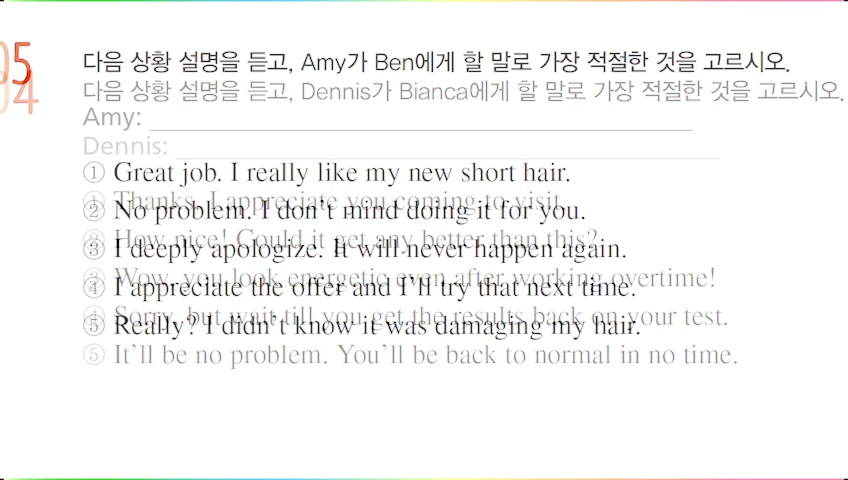 05
다음 상황 설명을 듣고, Amy가 Ben에게 할 말로 가장 적절한 것을 고르시오.
04
다음 상황 설명을 듣고, Dennis가 Bianca에게 할 말로 가장 적절한 것을 고르시오.
Amy:
Dennis:
① Great job. I really like my new short hair.
① Thanks. I appreciate you coming to visit.
② No problem. I don't mind doing it for you.
② How nice! Could it get any better than this?
③ I deeply apologize. It will never happen again.
③ Wow, you look energetic even after working overtime!
④ I appreciate the offer and I'll try that next time.
④ Sorry, but wait till you get the results back on your test.
⑤ Really? I didn't know it was damaging my hair.
⑤ It'll be no problem. You'll be back to normal in no time.